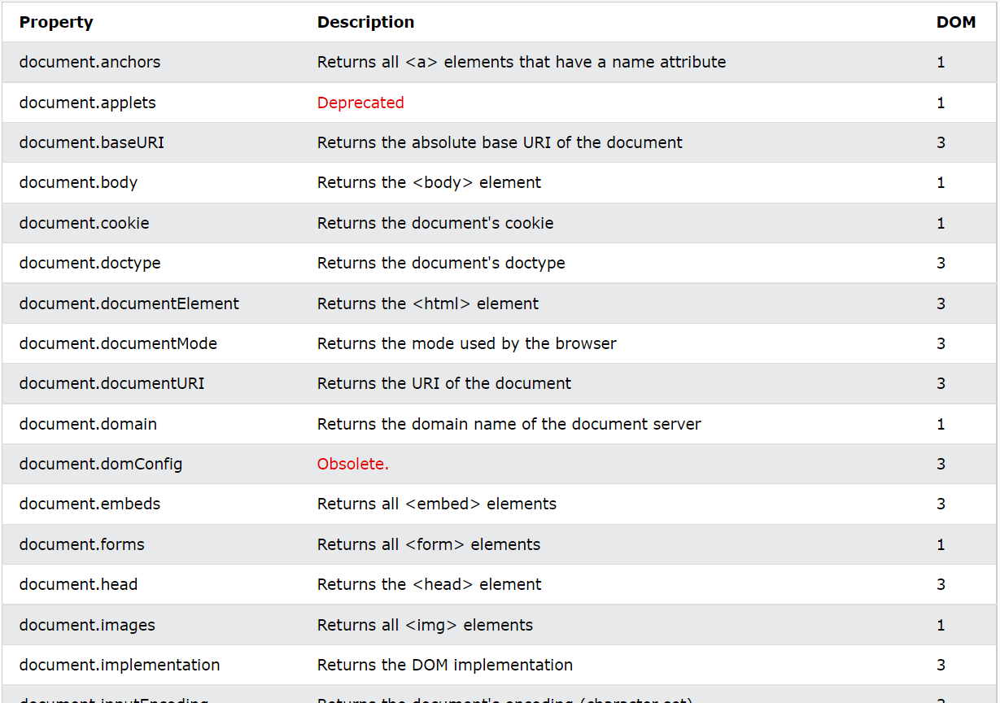 Property Description DOM
document.anchors Returns all <a> elements that have a name attribute 1
document.applets Deprecated 1
document.baseURI Returns the absolute base URI of the document 3
document.body Returns the <body> element 1
document.cookie Returns the document's cookie 1
document.doctype Returns the document's doctype 3
document.documentElement Returns the <html> element 3
document.documentMode Returns the mode used by the browser 3
document.documentURI Returns the URI of the document 3
document.domain Returns the domain name of the document server 1
document.domConfig Obsolete. 3
document.embeds Returns all <embed> elements 3
document.forms Returns all <form> elements 1
document.head Returns the <head> element 3
document.images Returns all <img> elements 1
document.implementation Returns the DOM implementation 3
document.inputEncoding Returns the document's encoding (character set) 3